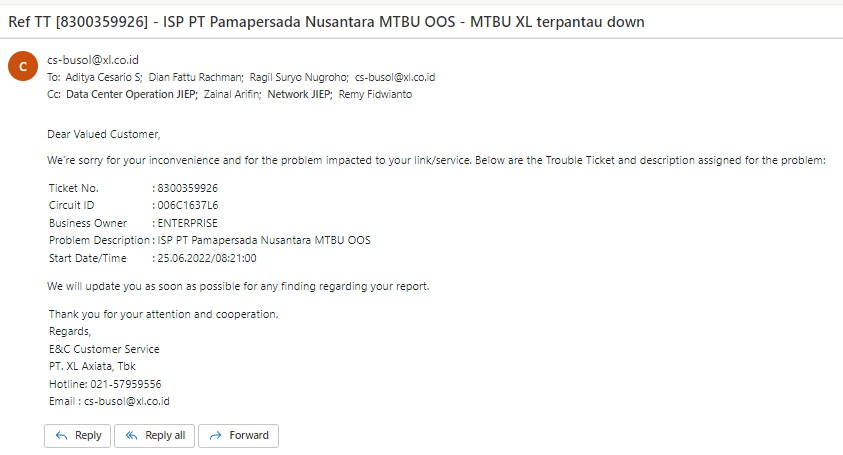 Ref TT [8300359926] - ISP PT Pamapersada Nusantara MTBU OOS - MTBU XL terpantau down
C
cs-busol@xl.co.id
To: Aditya Cesario S; Dian Fattu Rachman; Ragil Suryo Nugroho; cs-busol@xl.co.id
Cc: Data Center Operation JIEP; Zainal Arifin; Network JIEP; Remy Fidwianto
Dear Valued Customer,
We're sorry for your inconvenience and for the problem impacted to your link/service. Below are the Trouble Ticket and description assigned for the problem:
Ticket No. : 8300359926
Circuit ID : 006C1637L6
Business Owner : ENTERPRISE
Problem Description : ISP PT Pamapersada Nusantara MTBU OOS
Start Date/Time : 25.06.2022/08:21:00
We will update you as soon as possible for any finding regarding your report.
Thank you for your attention and cooperation.
Regards,
E&C Customer Service
PT. XL Axiata, Tbk
Hotline: 021-57959556
Email : cs-busol@xl.co.id
Reply Reply all Forward